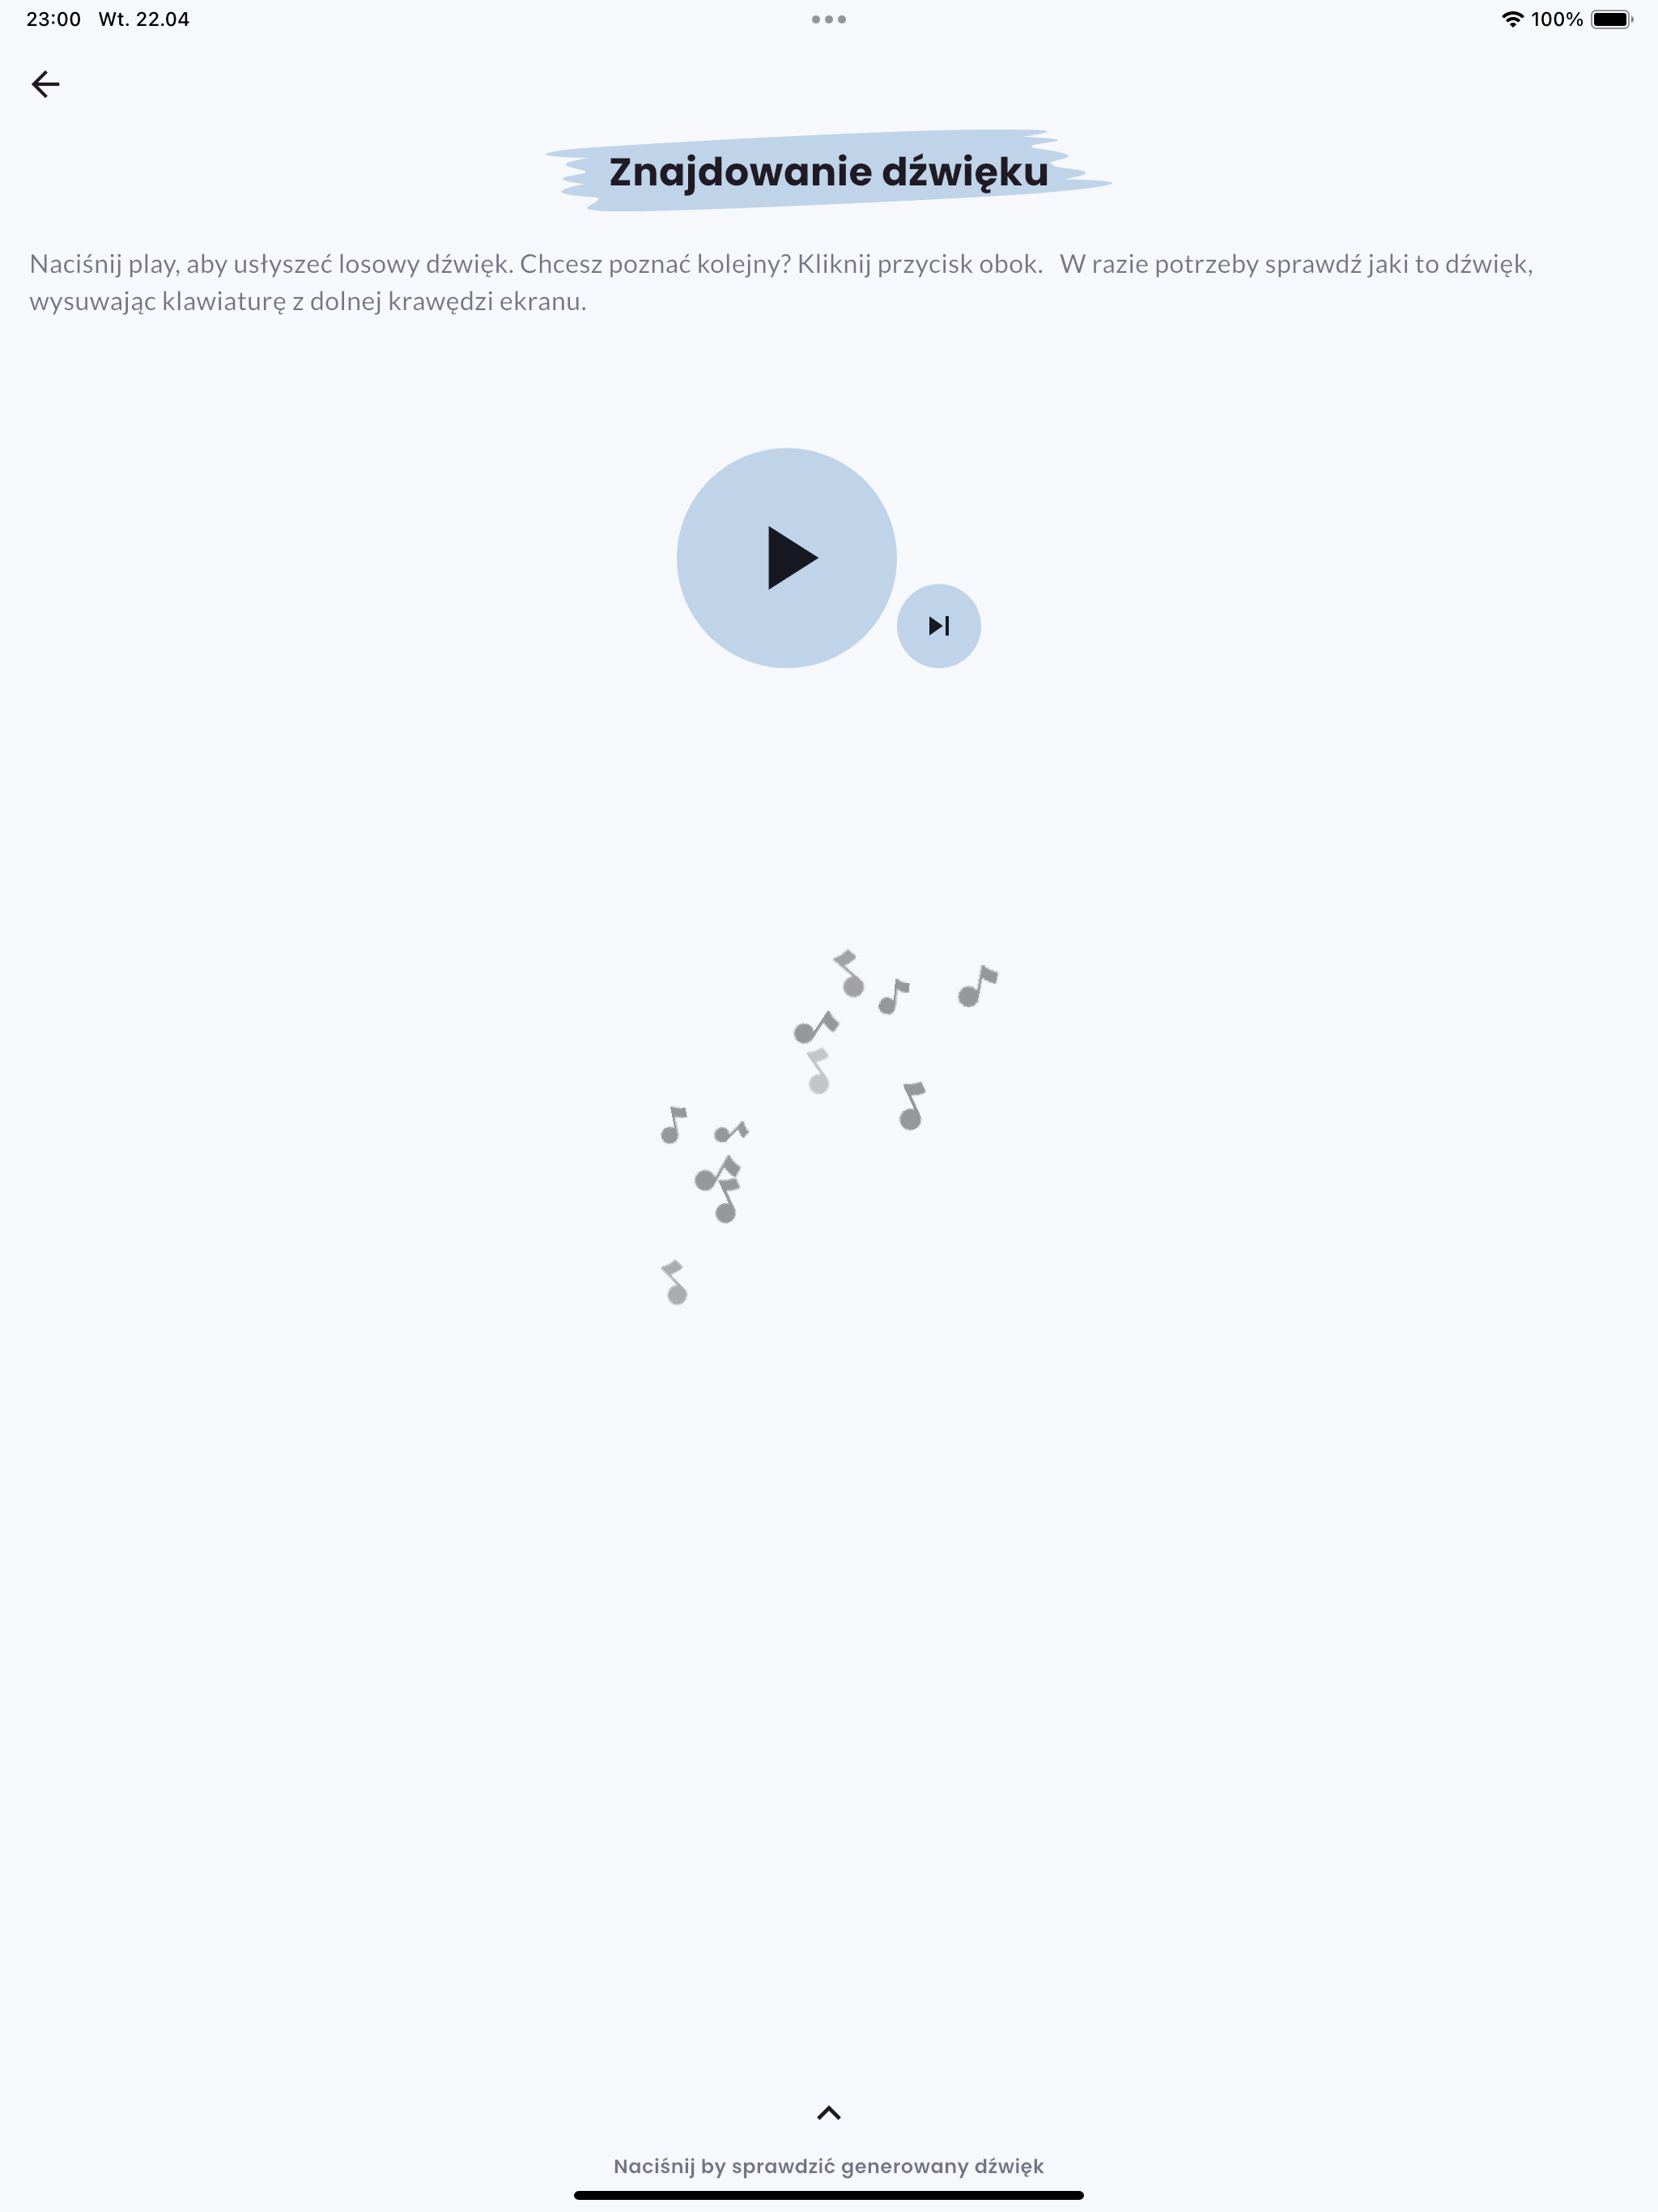 23:00 Wt. 22.04 100%
Znajdowanie dźwięku
Naciśnij play, aby usłyszeć losowy dźwięk. Chcesz poznać kolejny? Kliknij przycisk obok.   W razie potrzeby sprawdź jaki to dźwięk,
wysuwając klawiaturę z dolnej krawędzi ekranu.
Naciśnij by sprawdzić generowany dźwięk